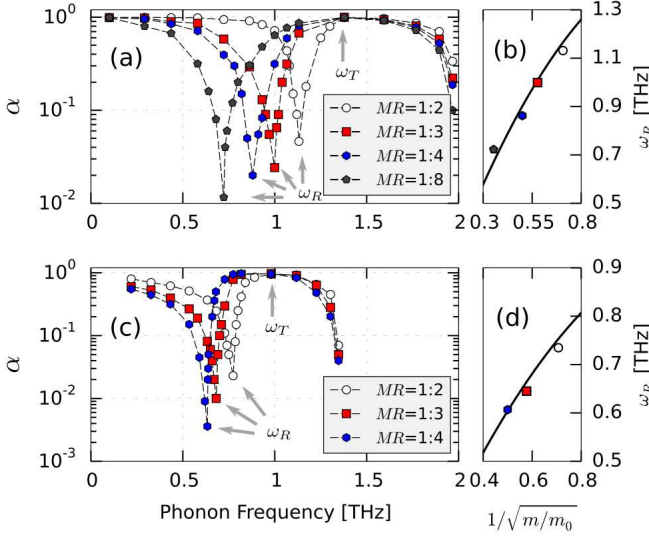 (a)
α
10^0
10^-1
10^-2
ω_T
ω_R
MR=1:2
MR=1:3
MR=1:4
MR=1:8
0 0.5 1 1.5 2
(b)
1.3
1.1
0.9
0.7
0.5
ω_R [THz]
0.3 0.55 0.8
(c)
α
10^0
10^-1
10^-2
10^-3
ω_T
ω_R
MR=1:2
MR=1:3
MR=1:4
0 0.5 1 1.5 2
Phonon Frequency [THz]
(d)
0.9
0.8
0.7
0.6
0.5
ω_R [THz]
0.4 0.6 0.8
1/√m/m_0